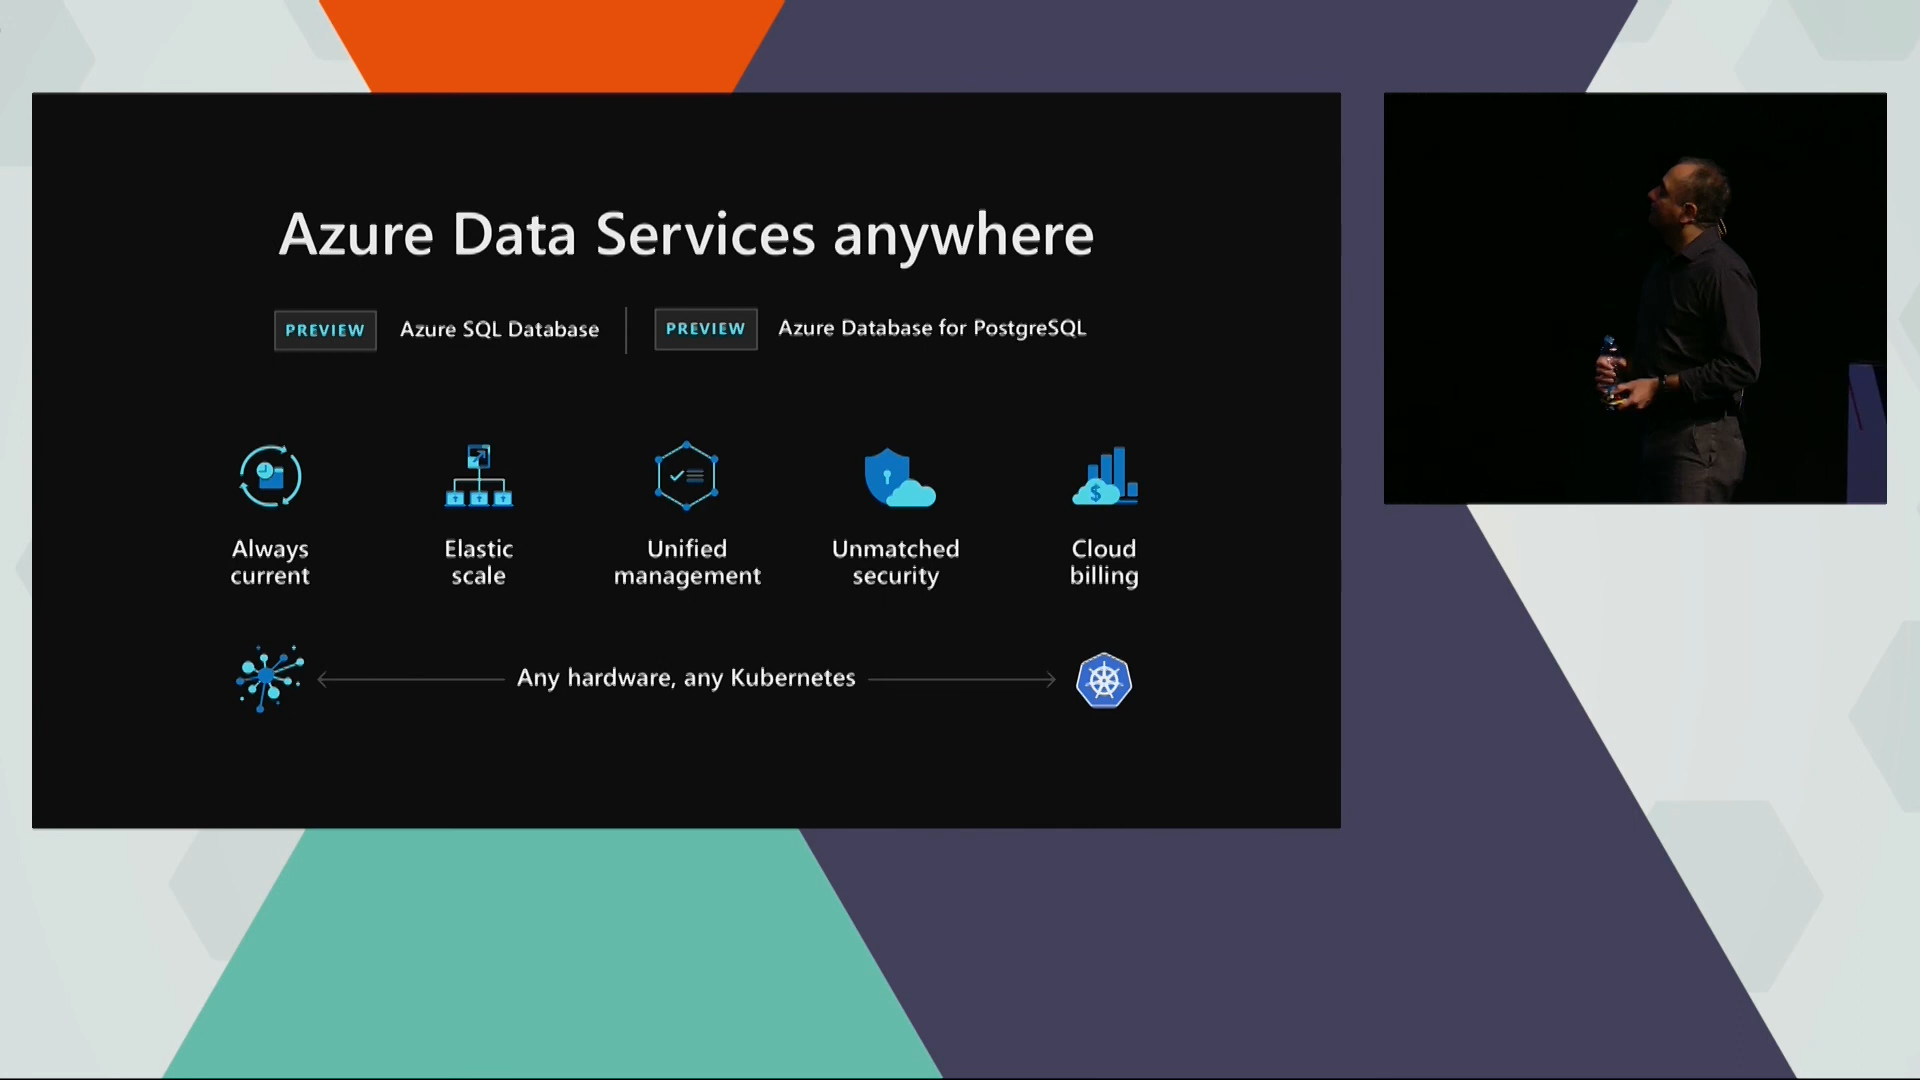 Azure Data Services anywhere
PREVIEW Azure SQL Database PREVIEW Azure Database for PostgreSQL
Always current
Elastic scale
Unified management
Unmatched security
Cloud billing
Any hardware, any Kubernetes